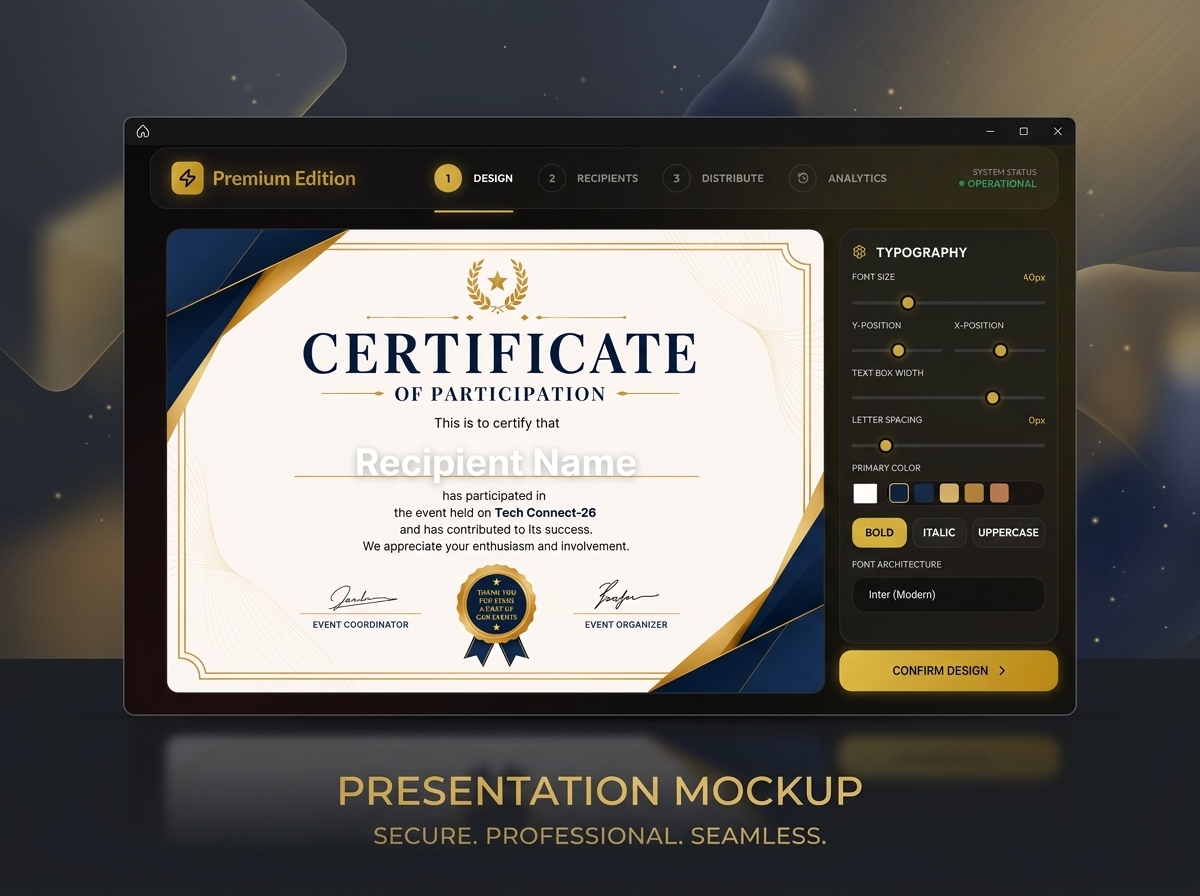 Premium Edition
1 DESIGN
2 RECIPIENTS
3 DISTRIBUTE
ANALYTICS
SYSTEM STATUS
OPERATIONAL
CERTIFICATE
OF PARTICIPATION
This is to certify that
Recipient Name
has participated in
the event held on Tech Connect-26
and has contributed to its success.
We appreciate your enthusiasm and involvement.
EVENT COORDINATOR
THANK YOU
EVENT ORGANIZER
TYPOGRAPHY
FONT SIZE 40px
Y-POSITION X-POSITION
TEXT BOX WIDTH
LETTER SPACING 0px
PRIMARY COLOR
BOLD ITALIC UPPERCASE
FONT ARCHITECTURE
Inter (Modern)
CONFIRM DESIGN
PRESENTATION MOCKUP
SECURE. PROFESSIONAL. SEAMLESS.